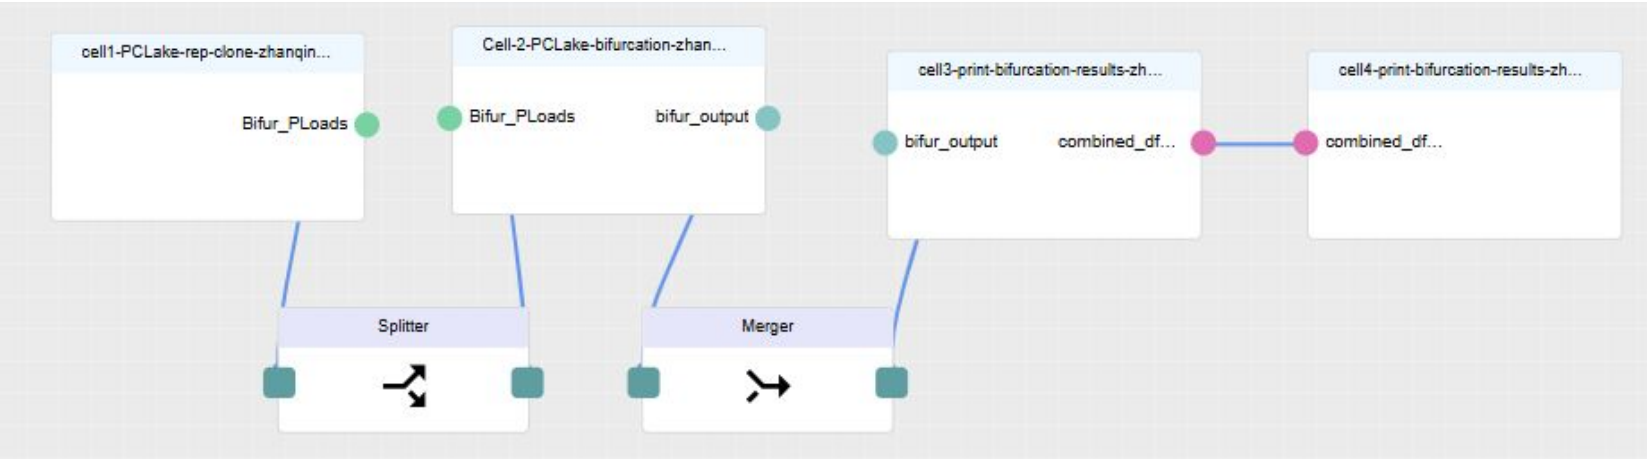 cell1-PCLake-rep-clone-zhanqin...
Bifur_PLoads
Cell-2-PCLake-bifurcation-zhan...
Bifur_PLoads
bifur_output
cell3-print-bifurcation-results-zh...
bifur_output
combined_df...
cell4-print-bifurcation-results-zh...
combined_df...
Splitter
Merger